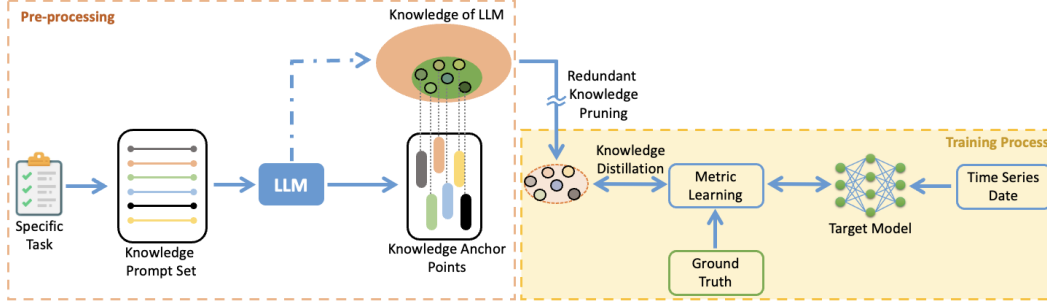 Pre-processing
Knowledge of LLM
Redundant
Knowledge
Pruning
Training Process
Knowledge
Distillation
LLM
Metric
Learning
Time Series
Date
Specific
Task
Knowledge
Prompt Set
Knowledge Anchor
Points
Target Model
Ground
Truth